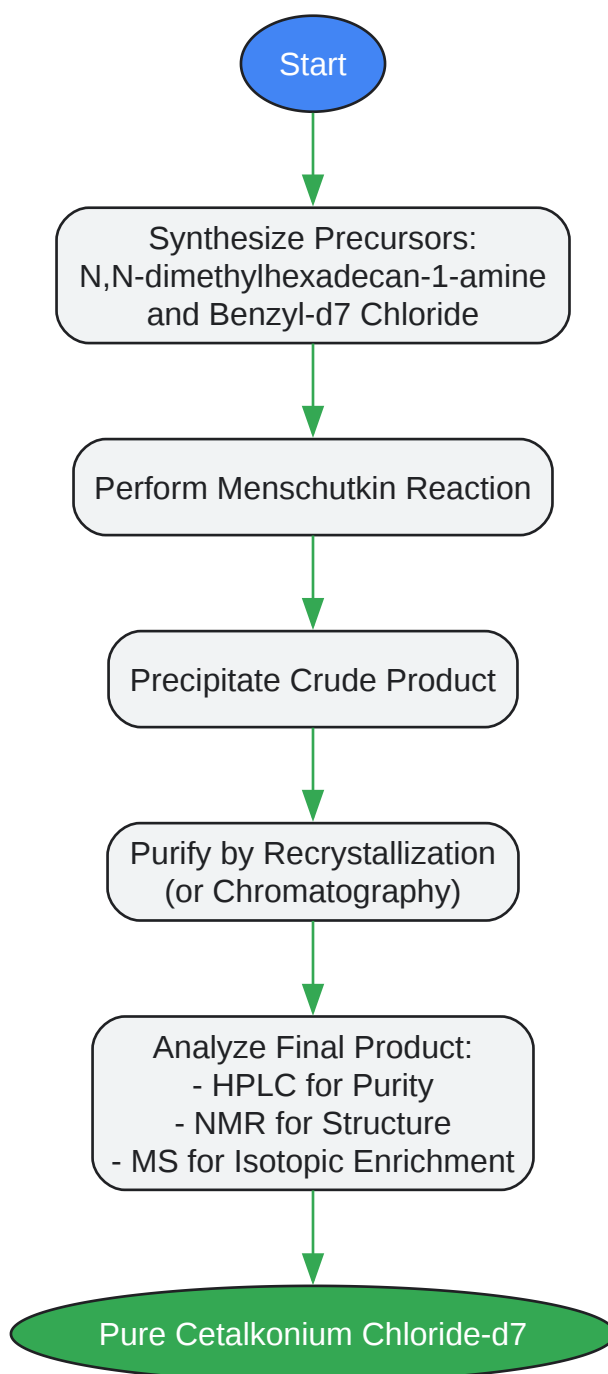 Start
Synthesize Precursors:
N,N-dimethylhexadecan-1-amine
and Benzyl-d7 Chloride
Perform Menschutkin Reaction
Precipitate Crude Product
Purify by Recrystallization
(or Chromatography)
Analyze Final Product:
- HPLC for Purity
- NMR for Structure
- MS for Isotopic Enrichment
Pure Cetalkonium Chloride-d7